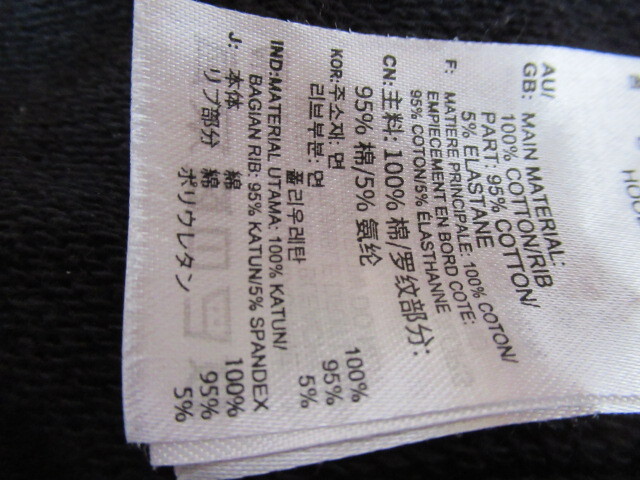 AU/
GB: MAIN MATERIAL:
100% COTTON/RIB
PART: 95% COTTON/
5% ELASTANE
F: MATIERE PRINCIPALE: 100% COTON/
EMPIECEMENT EN BORD COTE:
95% COTON/5% ÉLASTHANNE
CN: 主料: 100% 棉/罗纹部分:
95% 棉/5% 氨纶
KOR: 주소재: 면 100%
리브부분: 면 95%
폴리우레탄 5%
IND: MATERIAL UTAMA: 100% KATUN/
BAGIAN RIB: 95% KATUN/5% SPANDEX
J: 本体 綿 100%
リブ部分 綿 95%
ポリウレタン 5%